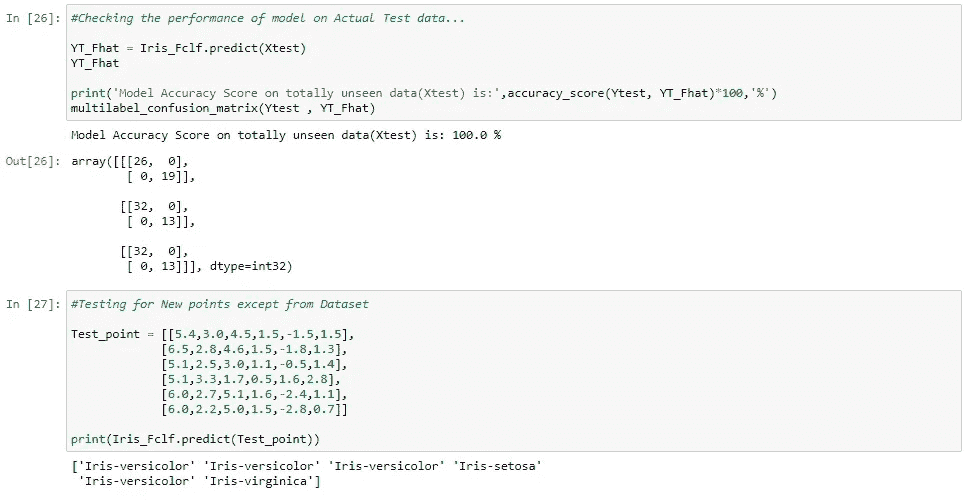 In [26]: #Checking the performance of model on Actual Test data...
YT_Fhat = Iris_Fclf.predict(Xtest)
YT_Fhat
print('Model Accuracy Score on totally unseen data(Xtest) is:',accuracy_score(Ytest, YT_Fhat)*100,'%')
multilabel_confusion_matrix(Ytest , YT_Fhat)
Model Accuracy Score on totally unseen data(Xtest) is: 100.0 %
Out[26]: array([[[26, 0],
[ 0, 19]],
[[32, 0],
[ 0, 13]],
[[32, 0],
[ 0, 13]]], dtype=int32)
In [27]: #Testing for New points except from Dataset
Test_point = [[5.4,3.0,4.5,1.5,-1.5,1.5],
[6.5,2.8,4.6,1.5,-1.8,1.3],
[5.1,2.5,3.0,1.1,-0.5,1.4],
[5.1,3.3,1.7,0.5,1.6,2.8],
[6.0,2.7,5.1,1.6,-2.4,1.1],
[6.0,2.2,5.0,1.5,-2.8,0.7]]
print(Iris_Fclf.predict(Test_point))
['Iris-versicolor' 'Iris-versicolor' 'Iris-versicolor' 'Iris-setosa'
'Iris-versicolor' 'Iris-virginica']